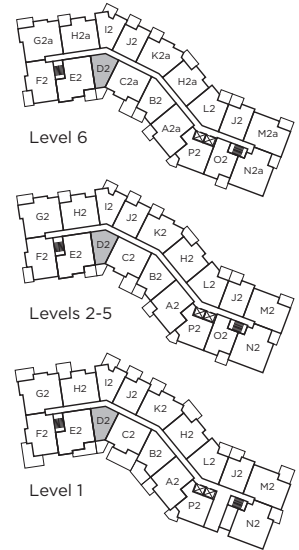 G2a H2a I2 J2 K2a H2a L2 J2 M2a
F2 E2 D2 C2a B2 A2a P2 O2 N2a
Level 6
G2 H2 I2 J2 K2 H2 L2 J2 M2
F2 E2 D2 C2 B2 A2 P2 O2 N2
Levels 2-5
G2 H2 I2 J2 K2 H2 L2 J2 M2
F2 E2 D2 C2 B2 A2 P2 N2
Level 1